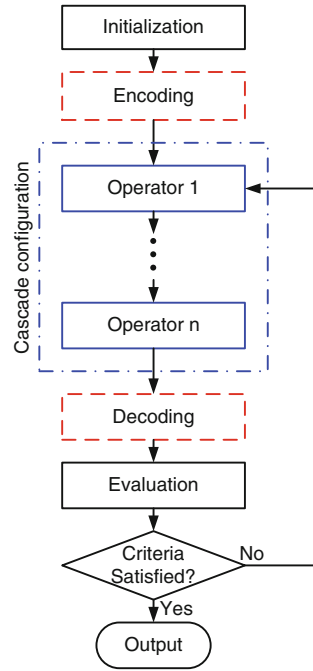 Initialization
Encoding
Cascade configuration
Operator 1
Operator n
Decoding
Evaluation
Criteria
Satisfied?
No
Yes
Output